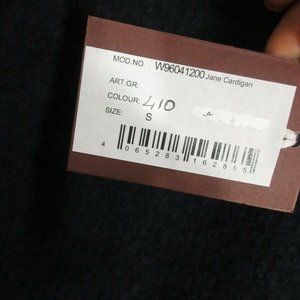 MOD.NO. W96041200 Jane Cardigan
ART.GR:
COLOUR: 410
SIZE: S
4 065283 162865